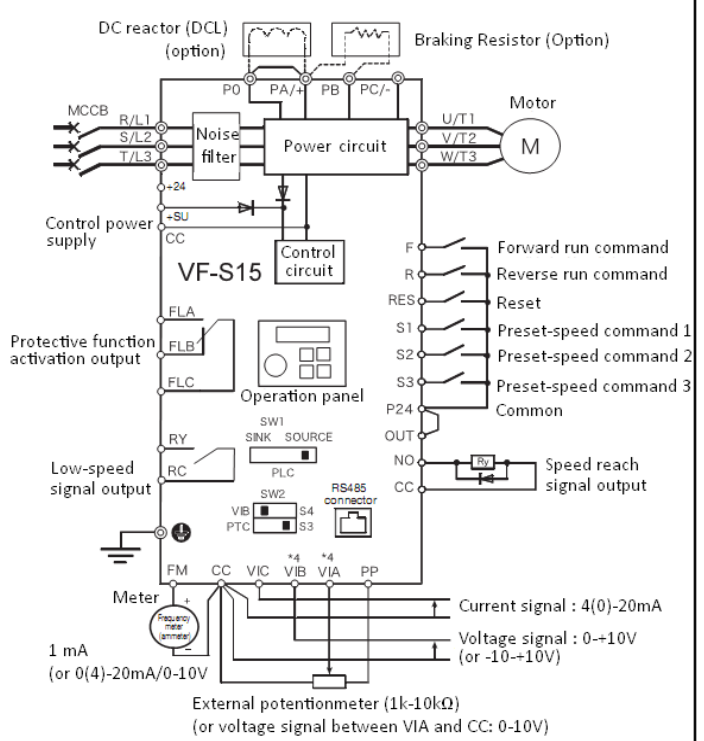 DC reactor (DCL)
(option)
Braking Resistor (Option)
P0 PA/+ PB PC/-
MCCB
R/L1
S/L2
T/L3
Noise
filter
Power circuit
U/T1
V/T2
W/T3
Motor
M
+24
+SU
CC
Control power
supply
Control
circuit
VF-S15
F Forward run command
R Reverse run command
RES Reset
S1 Preset-speed command 1
S2 Preset-speed command 2
S3 Preset-speed command 3
P24 Common
OUT
FLA
FLB
FLC
Protective function
activation output
Operation panel
SW1
SINK SOURCE
PLC
RY
RC
Low-speed
signal output
NO
CC
Ry
Speed reach
signal output
SW2
VIB S4
PTC S3
RS485
connector
*4 *4
FM CC VIC VIB VIA PP
Meter
+
Frequency
meter
(ammeter)
−
1 mA
(or 0(4)-20mA/0-10V)
Current signal : 4(0)-20mA
Voltage signal : 0-+10V
(or -10-+10V)
External potentionmeter (1k-10kΩ)
(or voltage signal between VIA and CC: 0-10V)